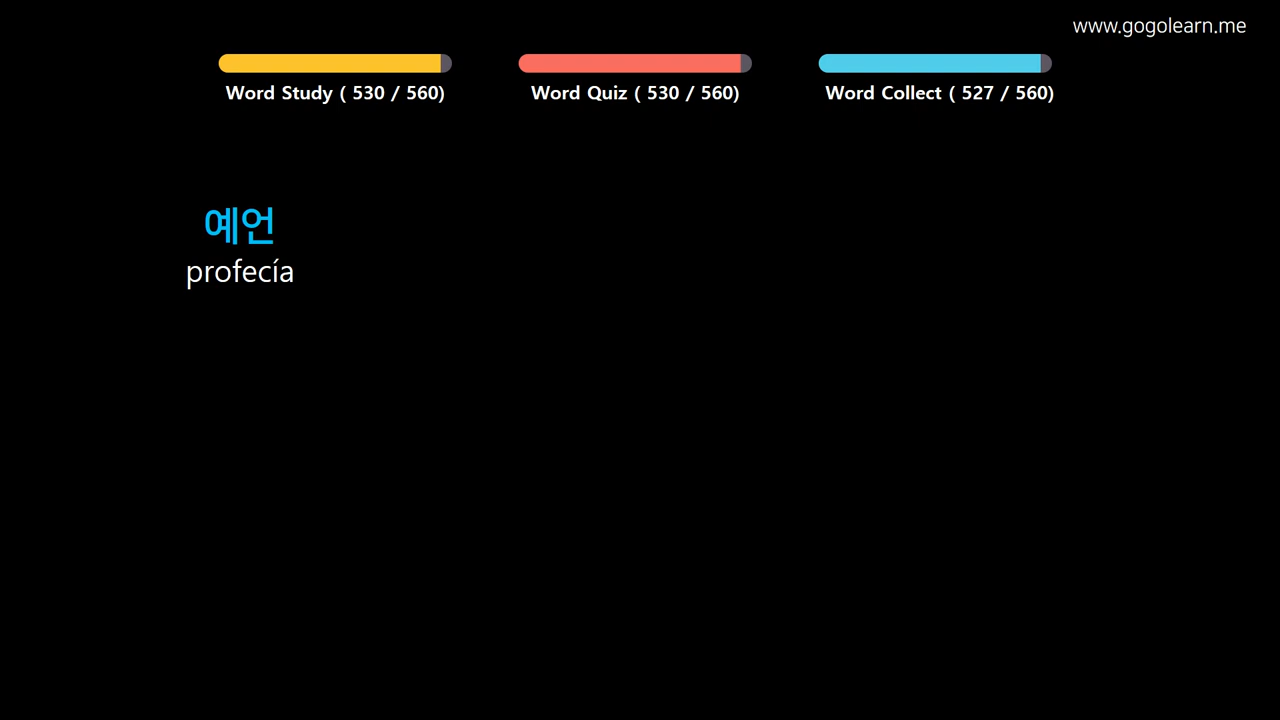 www.gogolearn.me
Word Study ( 530 / 560)
Word Quiz ( 530 / 560)
Word Collect ( 527 / 560)
예언
profecía